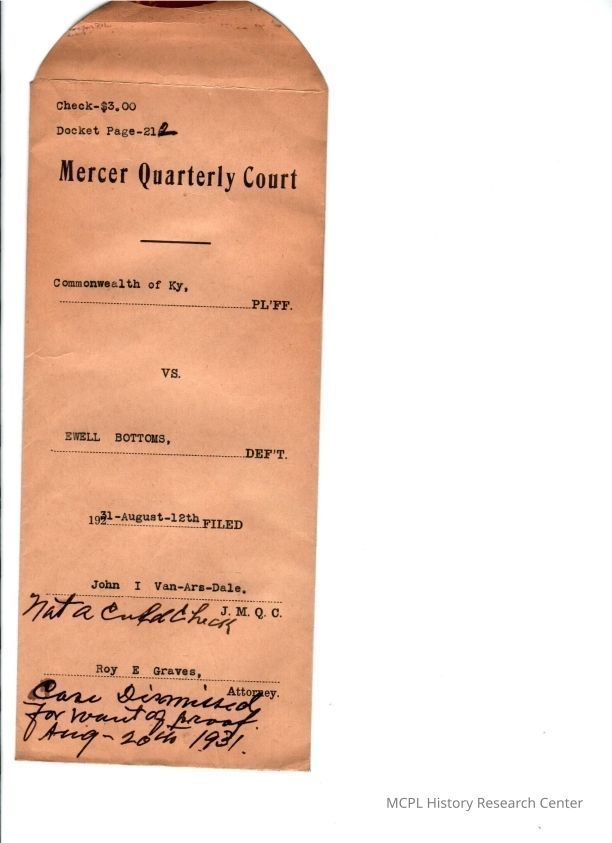 Check-$3.00
Docket Page-212
Mercer Quarterly Court
Commonwealth of Ky,
PL'FF.
VS.
EWELL BOTTOMS,
DEF'T.
1931-August-12th FILED
John I Van-Ars-Dale.
J. M. Q. C.
Not a Check
Roy E Graves,
Attorney.
Case Dismissed
for want of proof.
Aug-20th 1931.
MCPL History Research Center